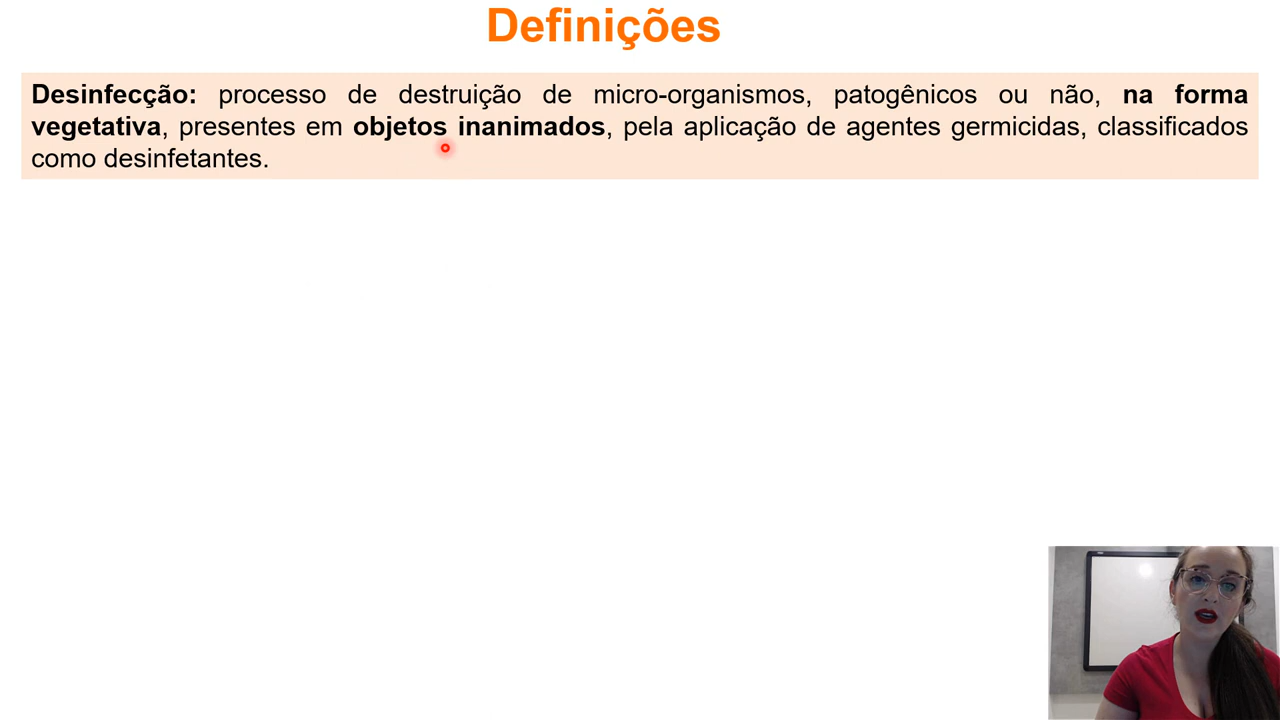 Definições
Desinfecção: processo de destruição de micro-organismos, patogênicos ou não, na forma
vegetativa, presentes em objetos inanimados, pela aplicação de agentes germicidas, classificados
como desinfetantes.